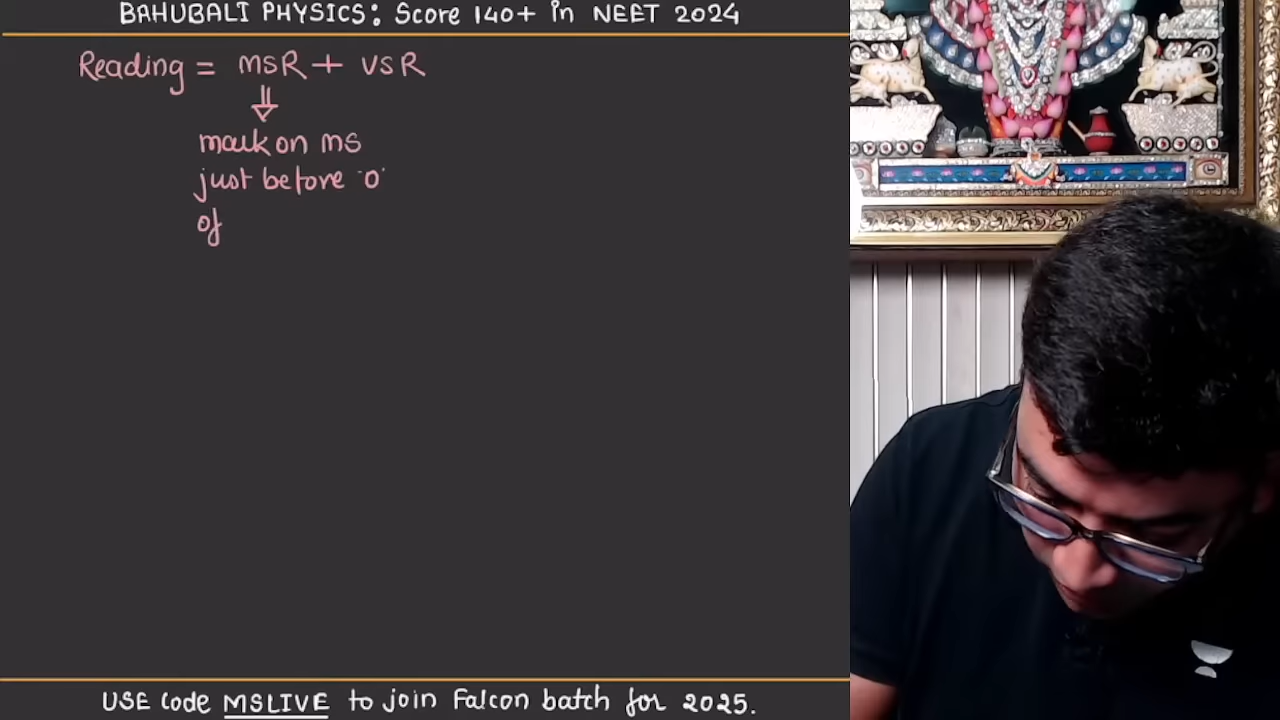 BAHUBALI PHYSICS: Score 140+ in NEET 2024
Reading = MSR + VSR
⇓
mark on MS
just before '0'
of
USE Code MSLIVE to join Falcon batch for 2025.